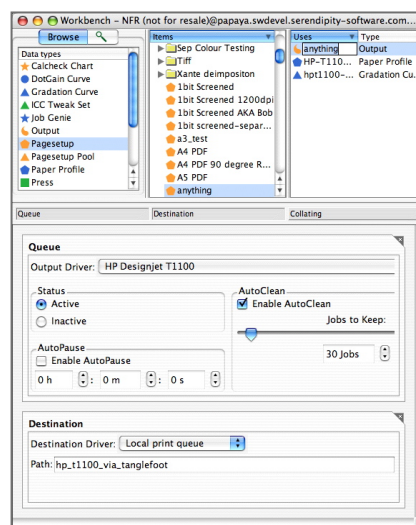 Workbench – NFR (not for resale)@papaya.swdevel.serendipity-software.com...
Browse
Data types
Calcheck Chart
DotGain Curve
Gradation Curve
ICC Tweak Set
Job Genie
Output
Pagesetup
Pagesetup Pool
Paper Profile
Press
Items
Sep Colour Testing
Tiff
Xante deimpositon
1bit Screened
1bit Screened 1200dpi
1bit Screened AKA Bob
1bit screened-separ...
a3_test
A4 PDF
A4 PDF 90 degree R...
A5 PDF
anything
Uses Type
anything Output
HP-T110... Paper Profile
hpt1100-... Gradation Cu.
Queue Destination Collating
Queue
Output Driver: HP Designjet T1100
Status
Active
Inactive
AutoPause
Enable AutoPause
0 h : 0 m : 0 s
AutoClean
Enable AutoClean
Jobs to Keep:
30 Jobs
Destination
Destination Driver: Local print queue
Path: hp_t1100_via_tanglefoot